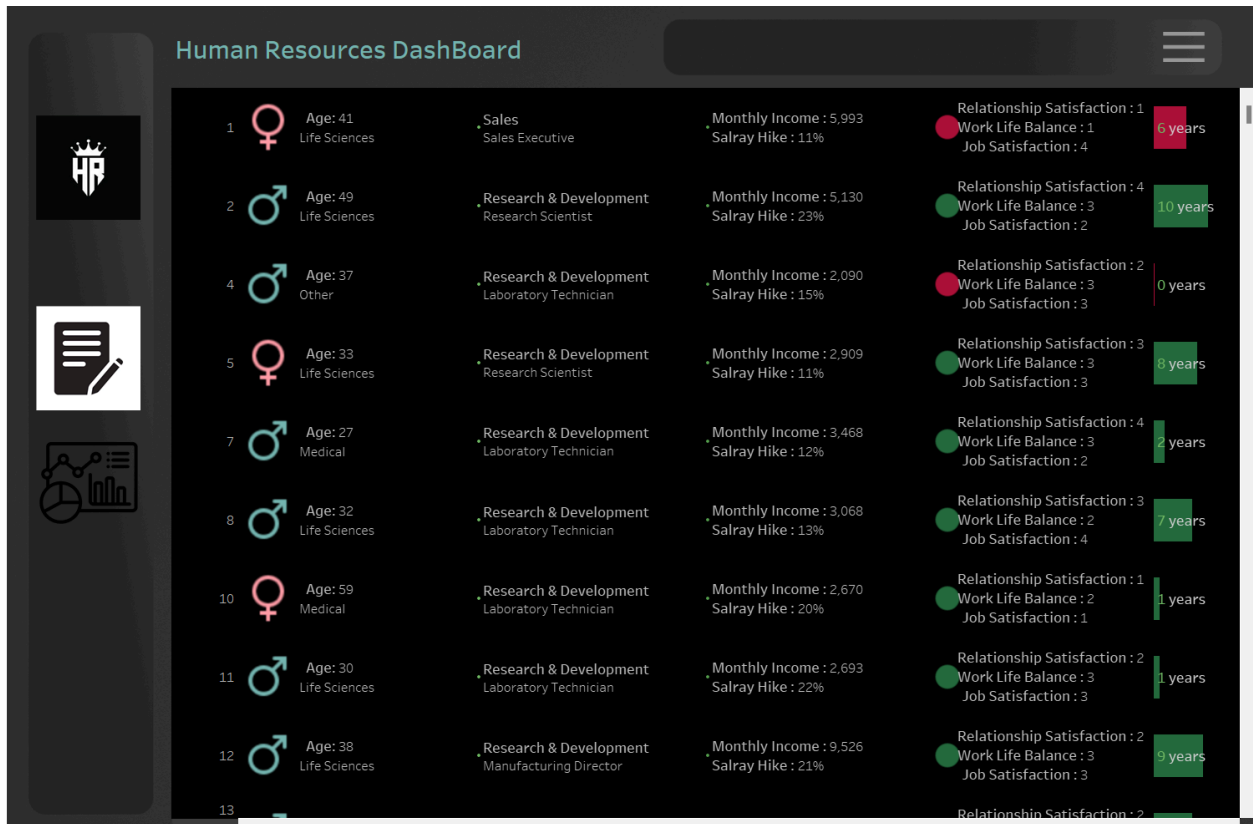 Human Resources DashBoard
HR
1
Age: 41
Life Sciences
Sales
Sales Executive
Monthly Income : 5,993
Salray Hike : 11%
Relationship Satisfaction : 1
Work Life Balance : 1
Job Satisfaction : 4
6 years
2
Age: 49
Life Sciences
Research & Development
Research Scientist
Monthly Income : 5,130
Salray Hike : 23%
Relationship Satisfaction : 4
Work Life Balance : 3
Job Satisfaction : 2
10 years
4
Age: 37
Other
Research & Development
Laboratory Technician
Monthly Income : 2,090
Salray Hike : 15%
Relationship Satisfaction : 2
Work Life Balance : 3
Job Satisfaction : 3
0 years
5
Age: 33
Life Sciences
Research & Development
Research Scientist
Monthly Income : 2,909
Salray Hike : 11%
Relationship Satisfaction : 3
Work Life Balance : 3
Job Satisfaction : 3
8 years
7
Age: 27
Medical
Research & Development
Laboratory Technician
Monthly Income : 3,468
Salray Hike : 12%
Relationship Satisfaction : 4
Work Life Balance : 3
Job Satisfaction : 2
2 years
8
Age: 32
Life Sciences
Research & Development
Laboratory Technician
Monthly Income : 3,068
Salray Hike : 13%
Relationship Satisfaction : 3
Work Life Balance : 2
Job Satisfaction : 4
7 years
10
Age: 59
Medical
Research & Development
Laboratory Technician
Monthly Income : 2,670
Salray Hike : 20%
Relationship Satisfaction : 1
Work Life Balance : 2
Job Satisfaction : 1
1 years
11
Age: 30
Life Sciences
Research & Development
Laboratory Technician
Monthly Income : 2,693
Salray Hike : 22%
Relationship Satisfaction : 2
Work Life Balance : 3
Job Satisfaction : 3
1 years
12
Age: 38
Life Sciences
Research & Development
Manufacturing Director
Monthly Income : 9,526
Salray Hike : 21%
Relationship Satisfaction : 2
Work Life Balance : 3
Job Satisfaction : 3
9 years
13
Relationship Satisfaction : 2